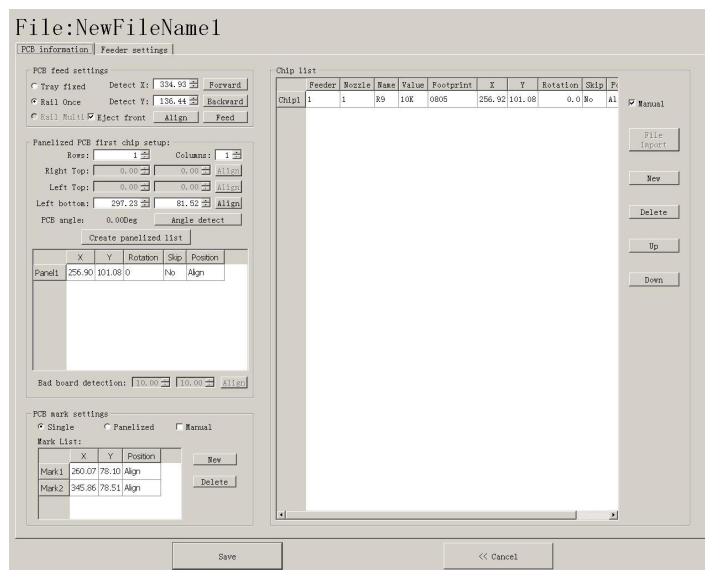 File:NewFileName1
PCB information Feeder settings
PCB feed settings
Tray fixed Detect X: 334.93 Forward
Rail Once Detect Y: 136.44 Backward
Rail Multi Eject front Align Feed
Panelized PCB first chip setup:
Rows: 1 Columns: 1
Right Top: 0.00 0.00 Align
Left Top: 0.00 0.00 Align
Left bottom: 297.23 81.52 Align
PCB angle: 0.00Deg Angle detect
Create panelized list
X Y Rotation Skip Position
Panel1 256.90 101.08 0 No Align
Bad board detection: 10.00 10.00 Align
PCB mark settings
Single Panelized Manual
Mark List:
X Y Position
Mark1 260.07 78.10 Align
Mark2 345.86 78.51 Align
New
Delete
Chip list
Feeder Nozzle Name Value Footprint X Y Rotation Skip
Chip1 1 1 R9 10K 0805 256.92 101.08 0.0 No Al
Manual
File
Import
New
Delete
Up
Down
Save << Cancel